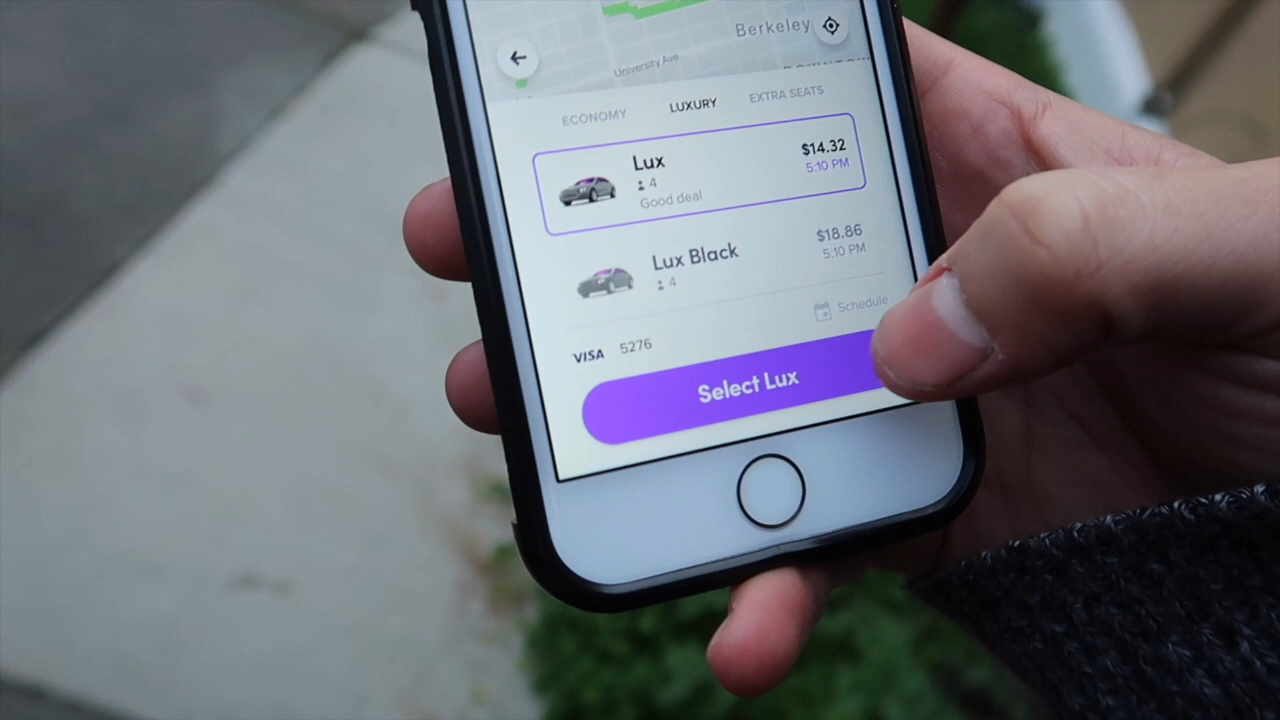 Berkeley
University Ave
ECONOMY LUXURY EXTRA SEATS
Lux $14.32
4 5:10 PM
Good deal
Lux Black $18.86
4 5:10 PM
Schedule
VISA 5276
Select Lux